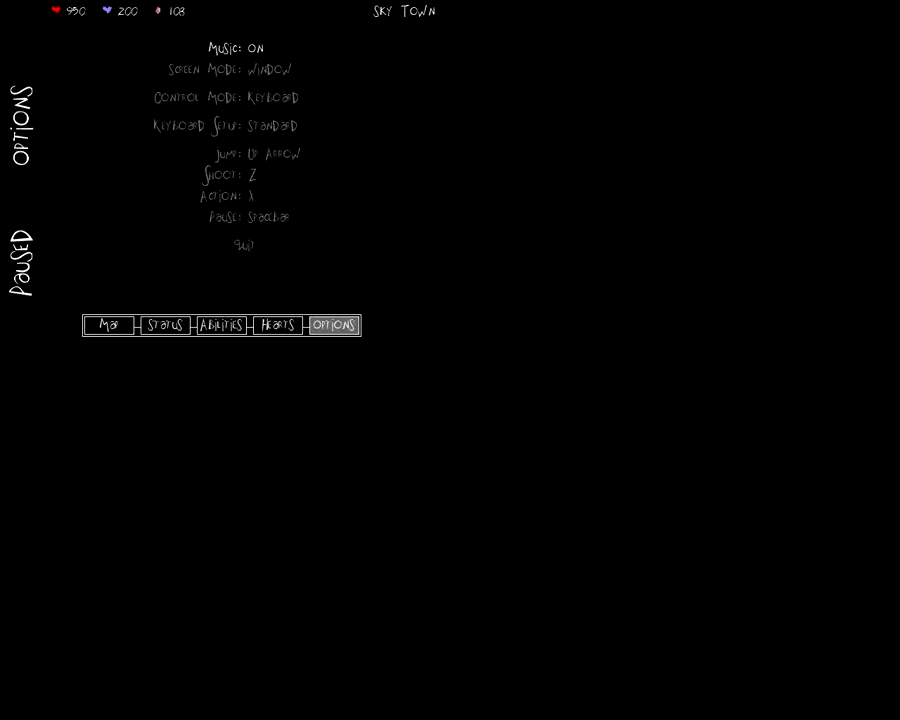 950 200 108 SKY TOWN
MUSIC: ON
SCREEN MODE: WINDOW
CONTROL MODE: KEYBOARD
KEYBOARD SETUP: STANDARD
JUMP: UP ARROW
SHOOT: Z
ACTION: X
PAUSE: SPACEBAR
QUIT
OPTIONS
PAUSED
MAP STATUS ABILITIES HEARTS OPTIONS